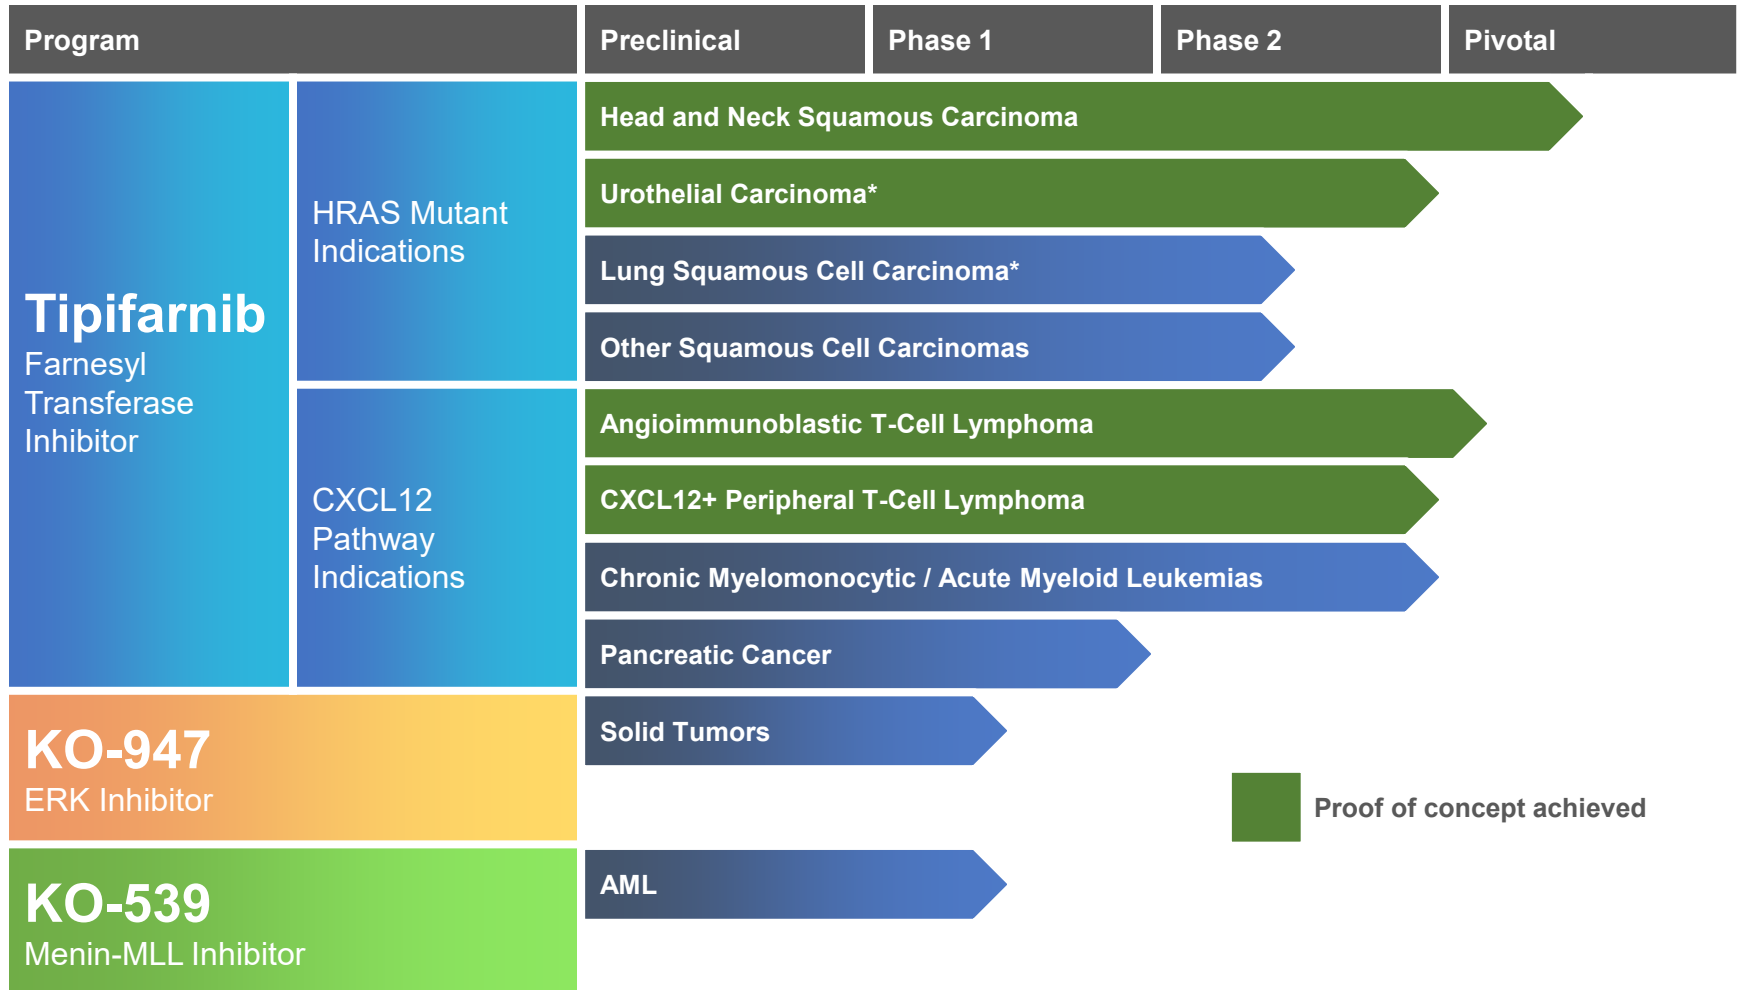 Program
Preclinical
Phase 1
Phase 2
Pivotal
Tipifarnib
Farnesyl
Transferase
Inhibitor
HRAS Mutant
Indications
Head and Neck Squamous Carcinoma
Urothelial Carcinoma*
Lung Squamous Cell Carcinoma*
Other Squamous Cell Carcinomas
CXCL12
Pathway
Indications
Angioimmunoblastic T-Cell Lymphoma
CXCL12+ Peripheral T-Cell Lymphoma
Chronic Myelomonocytic / Acute Myeloid Leukemias
Pancreatic Cancer
KO-947
ERK Inhibitor
Solid Tumors
Proof of concept achieved
KO-539
Menin-MLL Inhibitor
AML